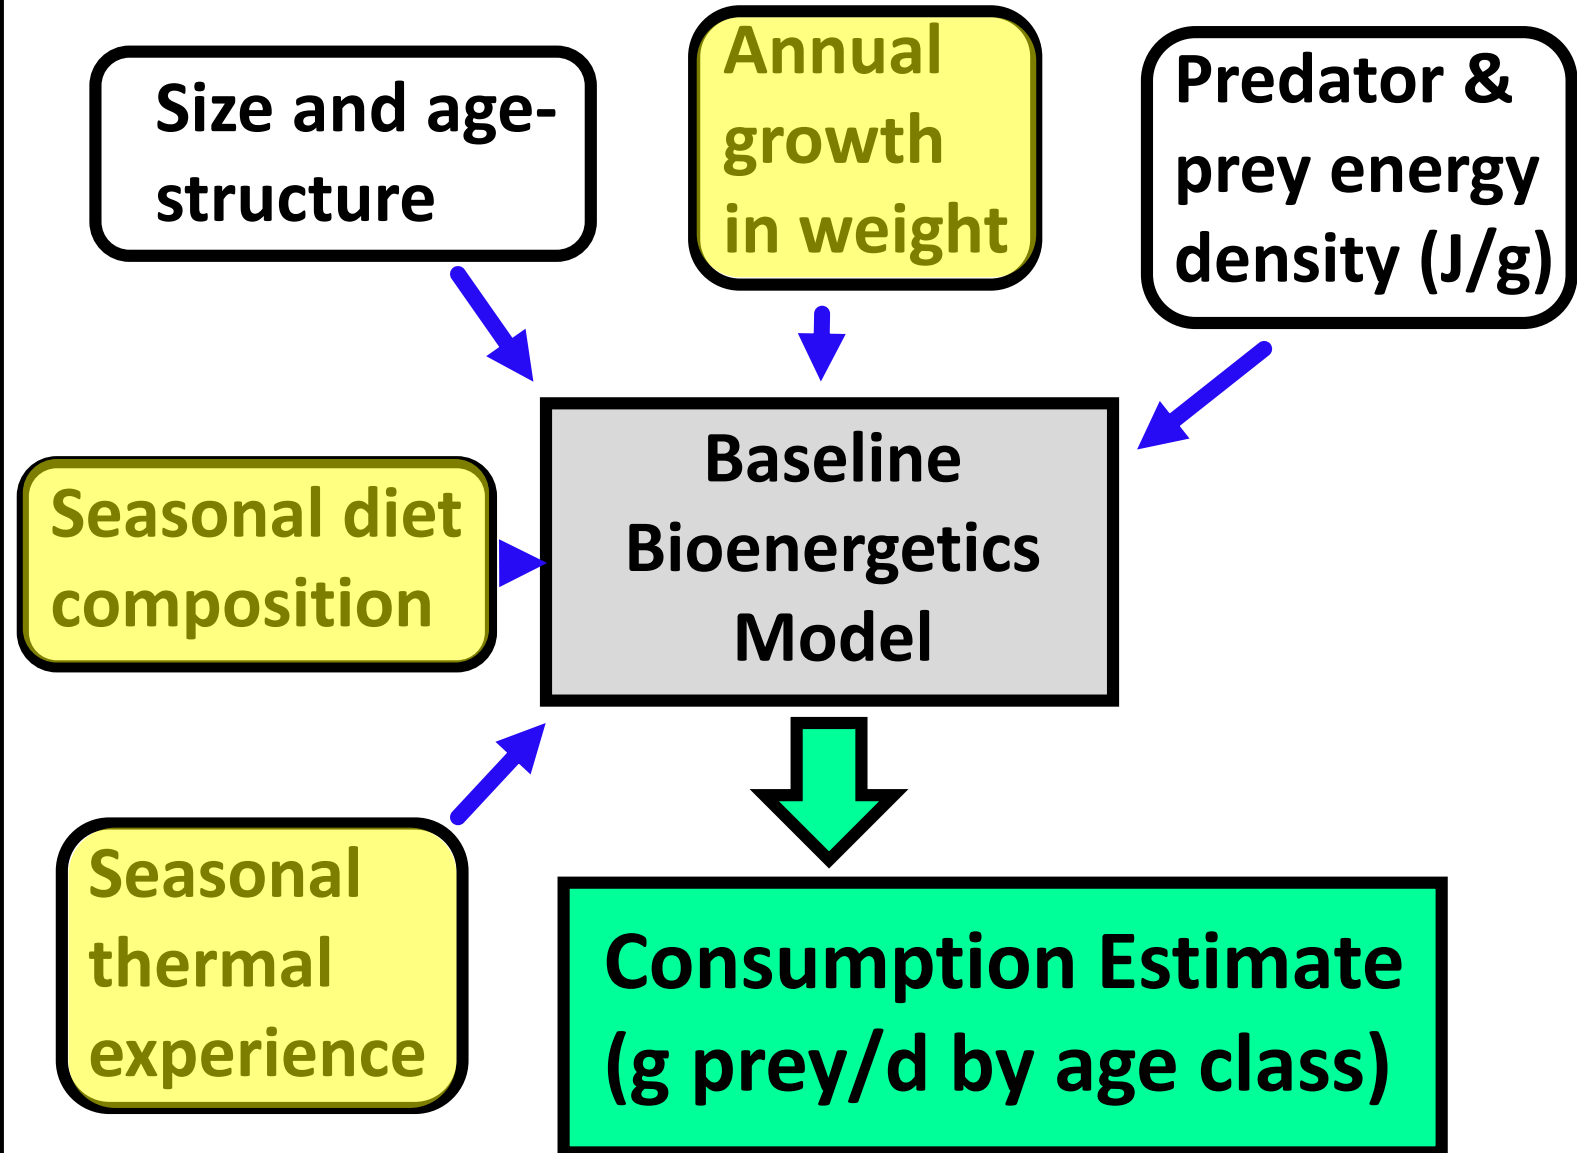 Size and age-
structure
Annual
growth
in weight
Predator &
prey energy
density (J/g)
Seasonal diet
composition
Baseline
Bioenergetics
Model
Seasonal
thermal
experience
Consumption Estimate
(g prey/d by age class)